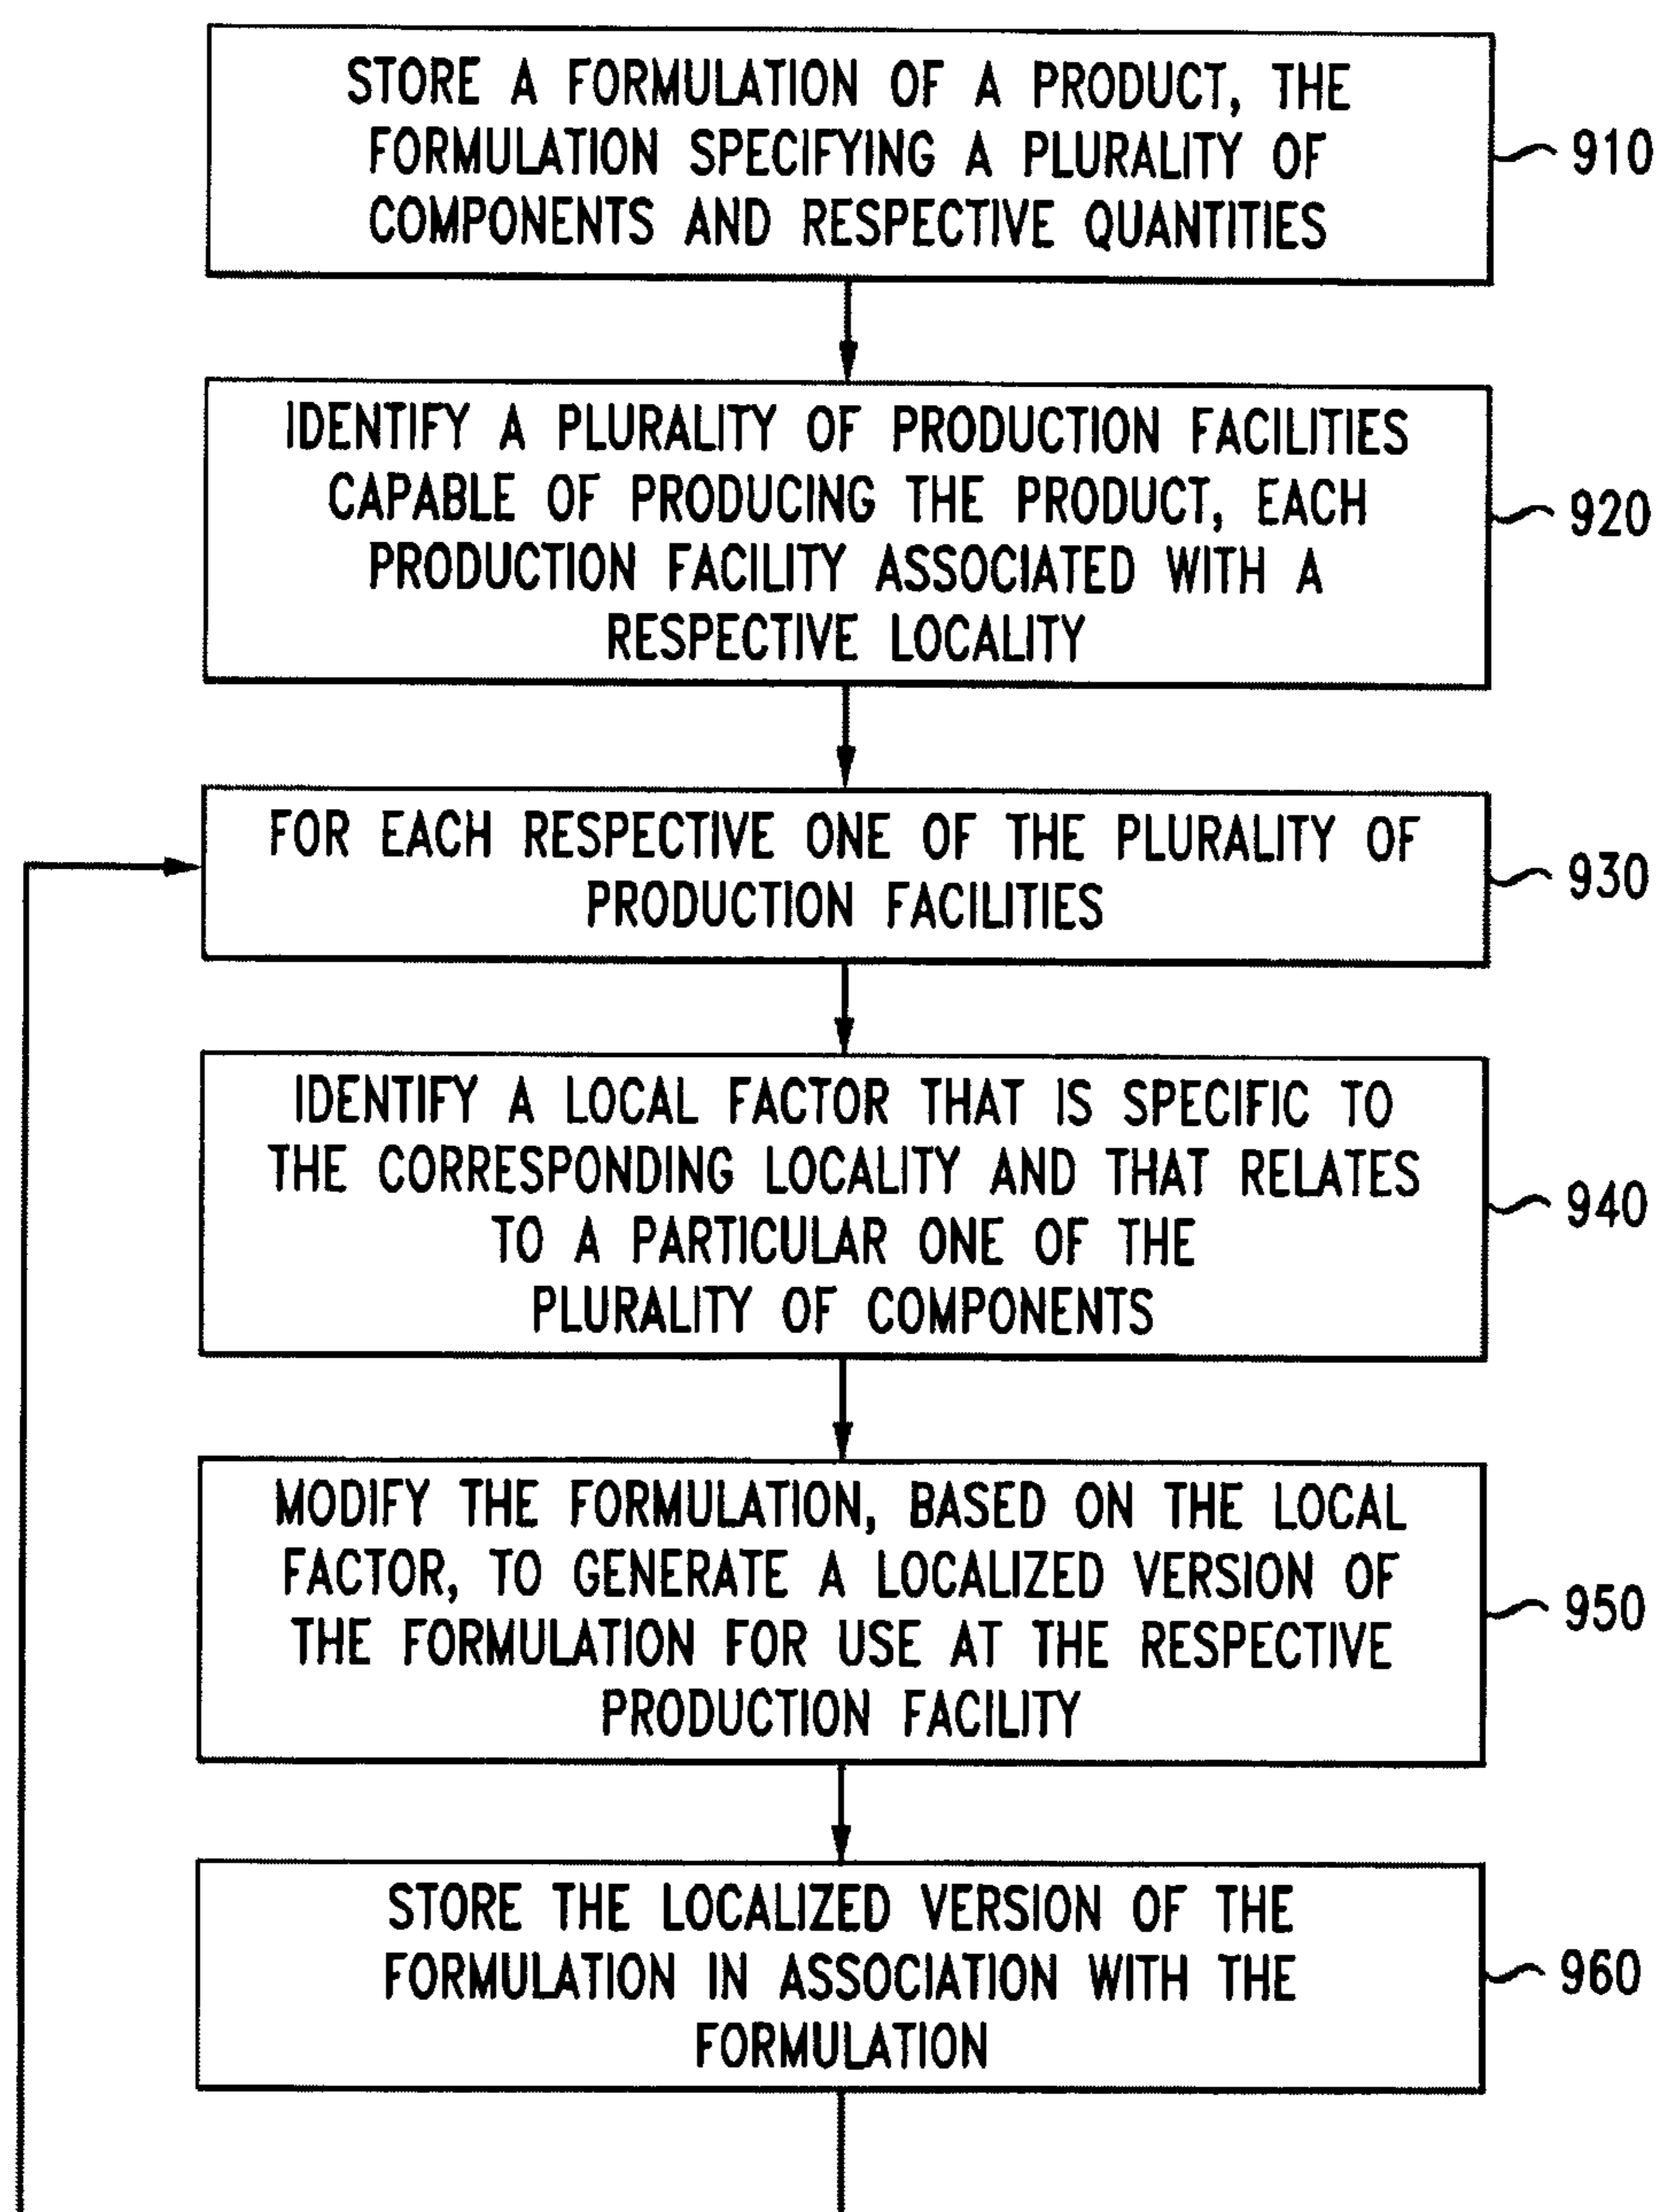 STORE A FORMULATION OF A PRODUCT, THE
FORMULATION SPECIFYING A PLURALITY OF
COMPONENTS AND RESPECTIVE QUANTITIES
910
IDENTIFY A PLURALITY OF PRODUCTION FACILITIES
CAPABLE OF PRODUCING THE PRODUCT, EACH
PRODUCTION FACILITY ASSOCIATED WITH A
RESPECTIVE LOCALITY
920
FOR EACH RESPECTIVE ONE OF THE PLURALITY OF
PRODUCTION FACILITIES
930
IDENTIFY A LOCAL FACTOR THAT IS SPECIFIC TO
THE CORRESPONDING LOCALITY AND THAT RELATES
TO A PARTICULAR ONE OF THE
PLURALITY OF COMPONENTS
940
MODIFY THE FORMULATION, BASED ON THE LOCAL
FACTOR, TO GENERATE A LOCALIZED VERSION OF
THE FORMULATION FOR USE AT THE RESPECTIVE
PRODUCTION FACILITY
950
STORE THE LOCALIZED VERSION OF THE
FORMULATION IN ASSOCIATION WITH THE
FORMULATION
960